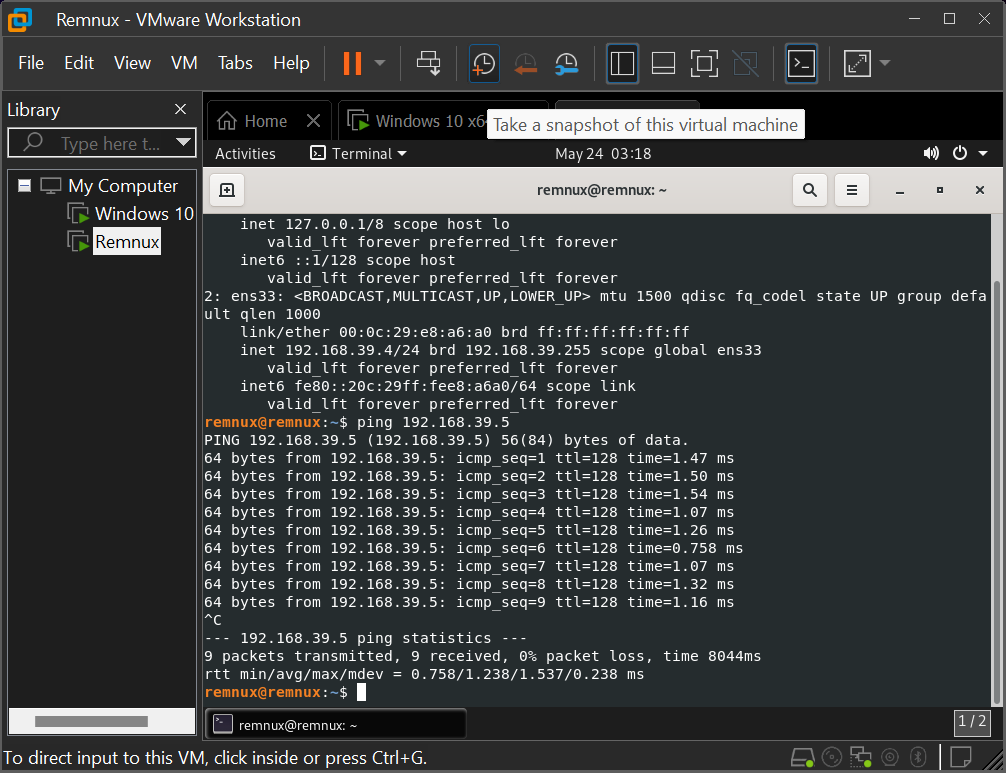 Remnux - VMware Workstation
File Edit View VM Tabs Help
Library
Type here t...
My Computer
Windows 10
Remnux
Home
Windows 10 x6
Take a snapshot of this virtual machine
Activities Terminal May 24 03:18
remnux@remnux: ~
inet 127.0.0.1/8 scope host lo
valid_lft forever preferred_lft forever
inet6 ::1/128 scope host
valid_lft forever preferred_lft forever
2: ens33: <BROADCAST,MULTICAST,UP,LOWER_UP> mtu 1500 qdisc fq_codel state UP group defa
ult qlen 1000
link/ether 00:0c:29:e8:a6:a0 brd ff:ff:ff:ff:ff:ff
inet 192.168.39.4/24 brd 192.168.39.255 scope global ens33
valid_lft forever preferred_lft forever
inet6 fe80::20c:29ff:fee8:a6a0/64 scope link
valid_lft forever preferred_lft forever
remnux@remnux:~$ ping 192.168.39.5
PING 192.168.39.5 (192.168.39.5) 56(84) bytes of data.
64 bytes from 192.168.39.5: icmp_seq=1 ttl=128 time=1.47 ms
64 bytes from 192.168.39.5: icmp_seq=2 ttl=128 time=1.50 ms
64 bytes from 192.168.39.5: icmp_seq=3 ttl=128 time=1.54 ms
64 bytes from 192.168.39.5: icmp_seq=4 ttl=128 time=1.07 ms
64 bytes from 192.168.39.5: icmp_seq=5 ttl=128 time=1.26 ms
64 bytes from 192.168.39.5: icmp_seq=6 ttl=128 time=0.758 ms
64 bytes from 192.168.39.5: icmp_seq=7 ttl=128 time=1.07 ms
64 bytes from 192.168.39.5: icmp_seq=8 ttl=128 time=1.32 ms
64 bytes from 192.168.39.5: icmp_seq=9 ttl=128 time=1.16 ms
^C
--- 192.168.39.5 ping statistics ---
9 packets transmitted, 9 received, 0% packet loss, time 8044ms
rtt min/avg/max/mdev = 0.758/1.238/1.537/0.238 ms
remnux@remnux:~$
remnux@remnux: ~
1 / 2
To direct input to this VM, click inside or press Ctrl+G.